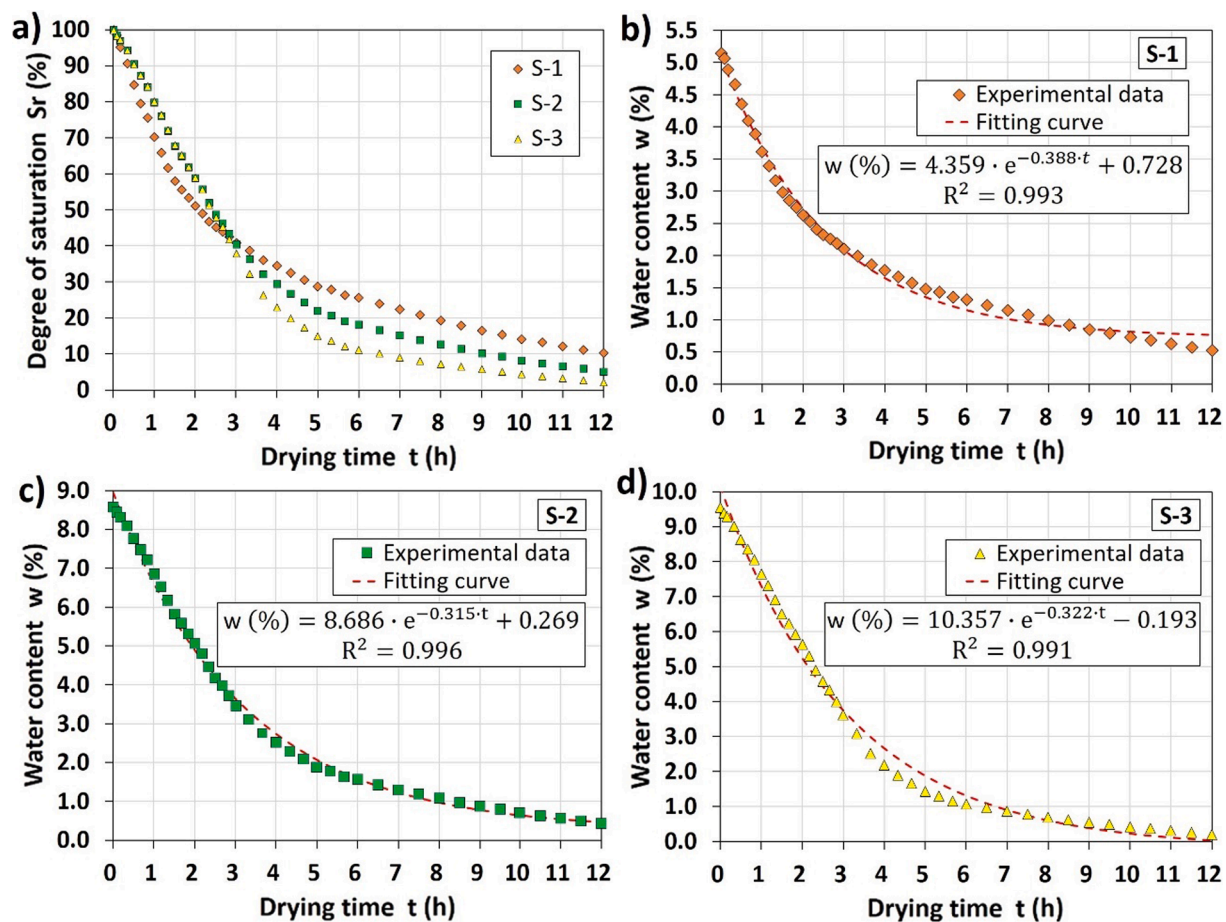 a)
Degree of saturation Sr (%)
100
90
80
70
60
50
40
30
20
10
0
S-1
S-2
S-3
0 1 2 3 4 5 6 7 8 9 10 11 12
Drying time t (h)
b)
Water content w (%)
5.5
5.0
4.5
4.0
3.5
3.0
2.5
2.0
1.5
1.0
0.5
0.0
S-1
Experimental data
Fitting curve
w (%) = 4.359 · e^{−0.388·t} + 0.728
R² = 0.993
0 1 2 3 4 5 6 7 8 9 10 11 12
Drying time t (h)
c)
Water content w (%)
9.0
8.0
7.0
6.0
5.0
4.0
3.0
2.0
1.0
0.0
S-2
Experimental data
Fitting curve
w (%) = 8.686 · e^{−0.315·t} + 0.269
R² = 0.996
0 1 2 3 4 5 6 7 8 9 10 11 12
Drying time t (h)
d)
Water content w (%)
10.0
9.0
8.0
7.0
6.0
5.0
4.0
3.0
2.0
1.0
0.0
S-3
Experimental data
Fitting curve
w (%) = 10.357 · e^{−0.322·t} − 0.193
R² = 0.991
0 1 2 3 4 5 6 7 8 9 10 11 12
Drying time t (h)